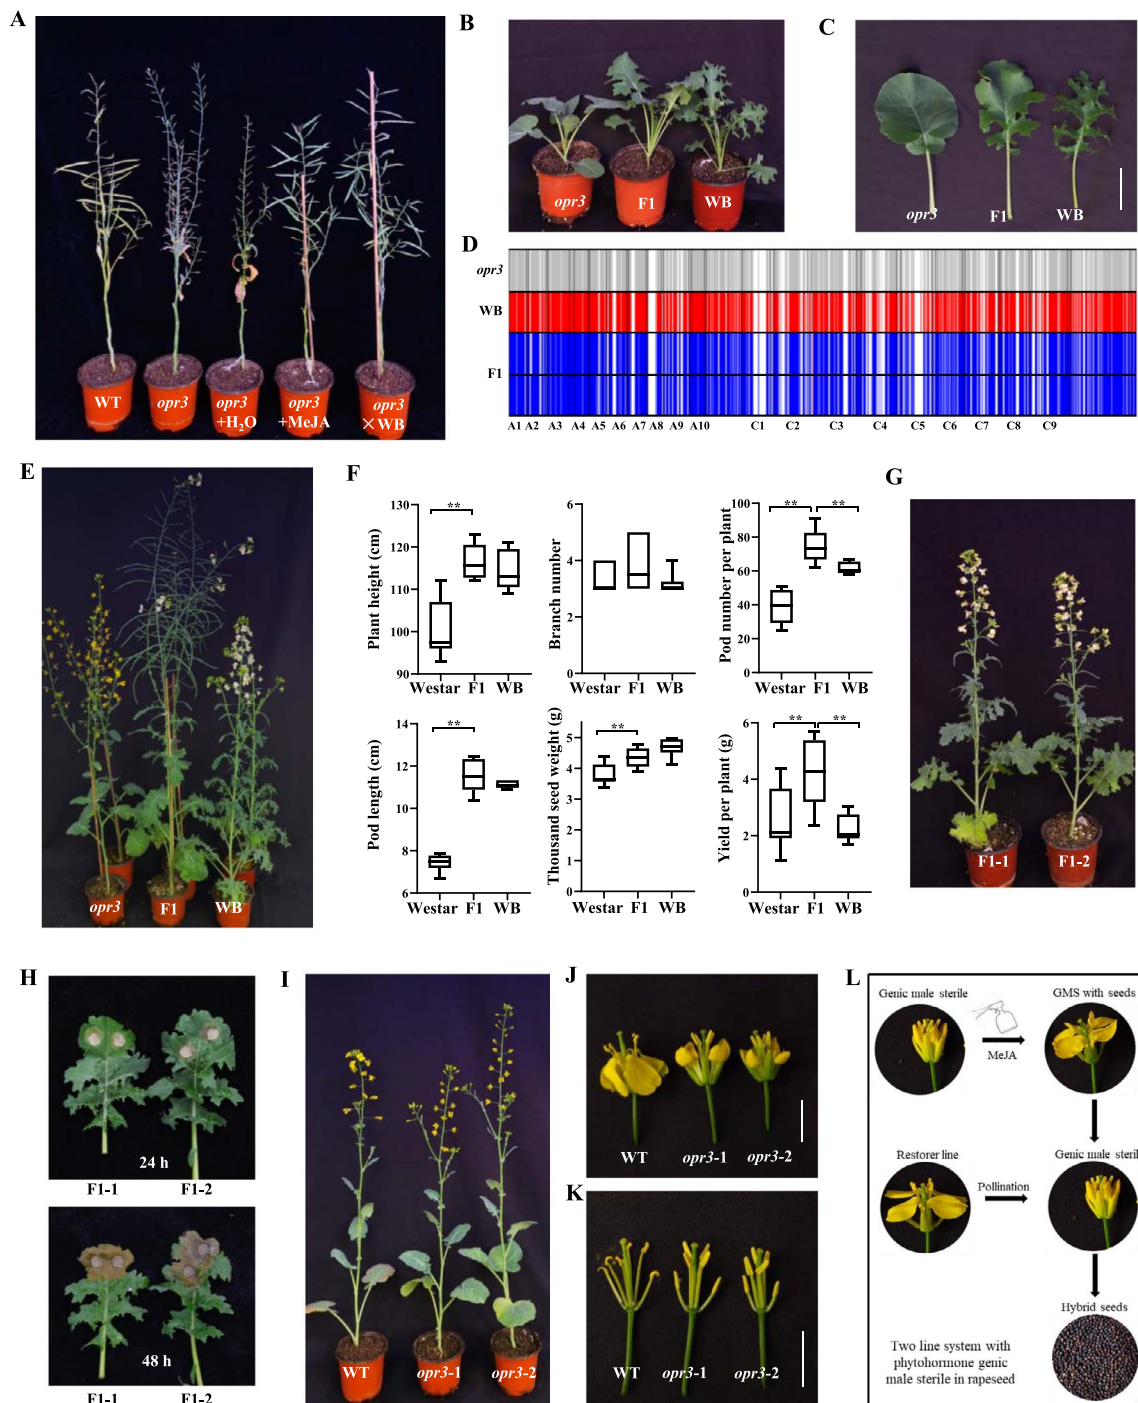 A
WT
opr3
opr3
+H₂O
opr3
+MeJA
opr3
×WB
B
opr3
F1
WB
C
opr3
F1
WB
D
opr3
WB
F1
A1 A2 A3 A4 A5 A6 A7 A8 A9 A10 C1 C2 C3 C4 C5 C6 C7 C8 C9
E
opr3
F1
WB
F
Plant height (cm)
130
120
110
100
90
**
Westar F1 WB
Branch number
6
4
2
0
Westar F1 WB
Pod number per plant
100
80
60
40
20
0
** **
Westar F1 WB
Pod length (cm)
14
12
10
8
6
**
Westar F1 WB
Thousand seed weight (g)
5
4
3
2
1
0
**
Westar F1 WB
Yield per plant (g)
6
4
2
0
** **
Westar F1 WB
G
F1-1
F1-2
H
24 h
F1-1 F1-2
48 h
F1-1 F1-2
I
WT
opr3-1
opr3-2
J
WT
opr3-1
opr3-2
K
WT
opr3-1
opr3-2
L
Genic male sterile
MeJA
GMS with seeds
Restorer line
Pollination
Genic male steril
Hybrid seeds
Two line system with
phytohormone genic
male sterile in rapeseed